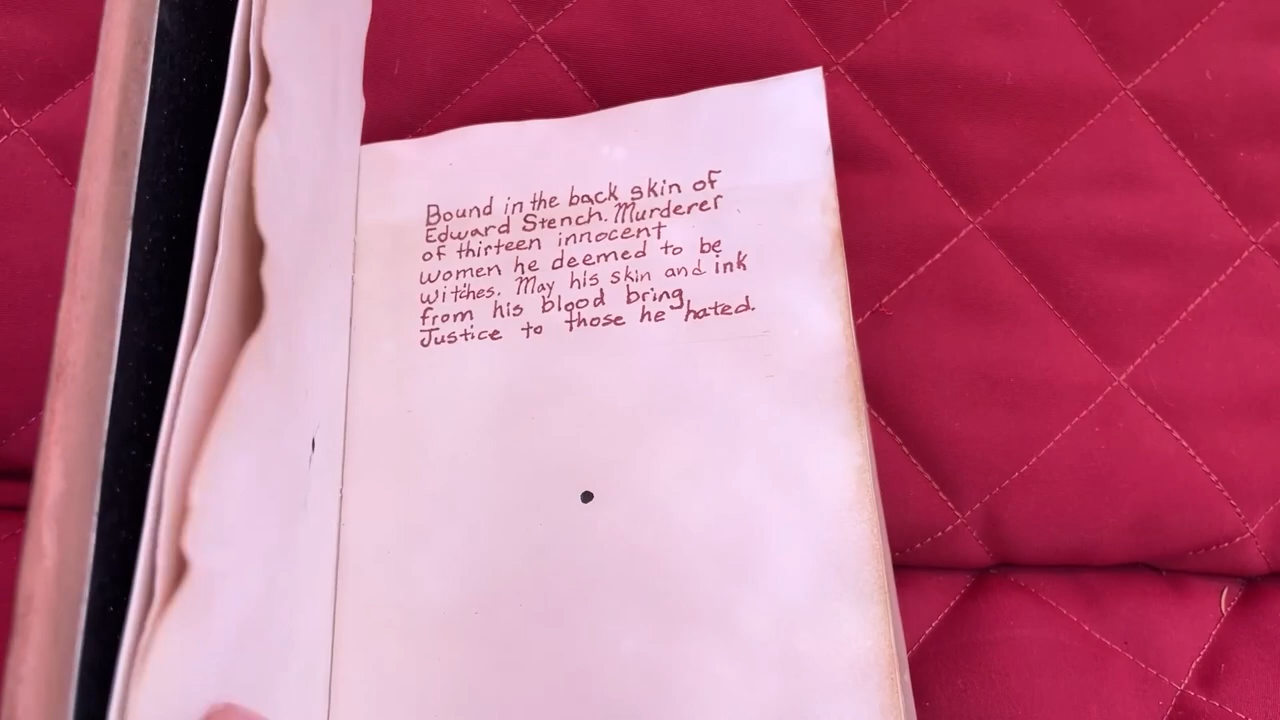 Bound in the back skin of
Edward Stench. Murderer
of thirteen innocent
women he deemed to be
witches. May his skin and ink
from his blood bring
Justice to those he hated.